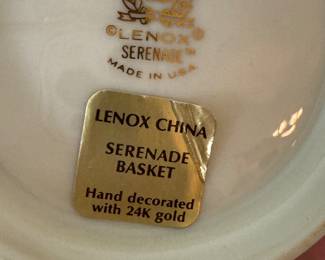 ©LENOX®
SERENADE™
MADE IN USA
LENOX CHINA
SERENADE
BASKET
Hand decorated
with 24K gold